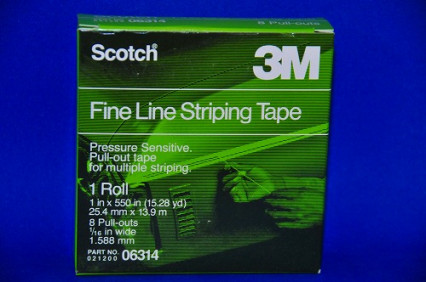 06314 8 Pull-outs
Scotch®
3M
Fine Line Striping Tape
Pressure Sensitive.
Pull-out tape
for multiple striping.
1 Roll
1 in x 550 in (15.28 yd)
25.4 mm x 13.9 m
8 Pull-outs
1/16 in wide
1.588 mm
PART NO.
021200 06314